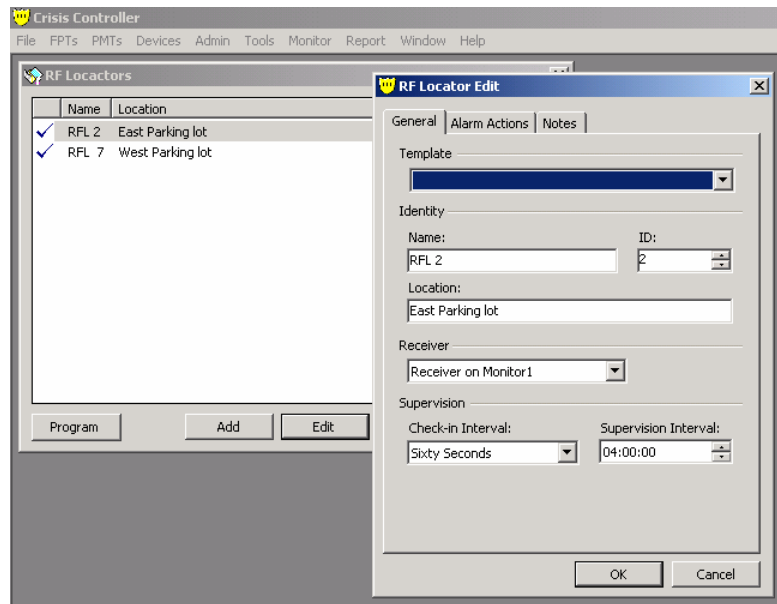 Crisis Controller
File FPTs PMTs Devices Admin Tools Monitor Report Window Help
RF Locactors
Name Location
RFL 2 East Parking lot
RFL 7 West Parking lot
Program Add Edit
RF Locator Edit
General Alarm Actions Notes
Template
Identity
Name: ID:
RFL 2 2
Location:
East Parking lot
Receiver
Receiver on Monitor1
Supervision
Check-in Interval: Supervision Interval:
Sixty Seconds 04:00:00
OK Cancel